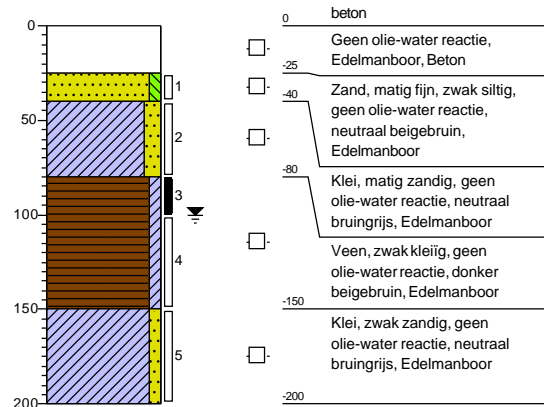 0
50
100
150
200
1
2
3
4
5
0
beton
Geen olie-water reactie,
Edelmanboor, Beton
-25
Zand, matig fijn, zwak siltig,
geen olie-water reactie,
neutraal beigebruin,
Edelmanboor
-40
-80
Klei, matig zandig, geen
olie-water reactie, neutraal
bruingrijs, Edelmanboor
Veen, zwak kleiïg, geen
olie-water reactie, donker
beigebruin, Edelmanboor
-150
Klei, zwak zandig, geen
olie-water reactie, neutraal
bruingrijs, Edelmanboor
-200